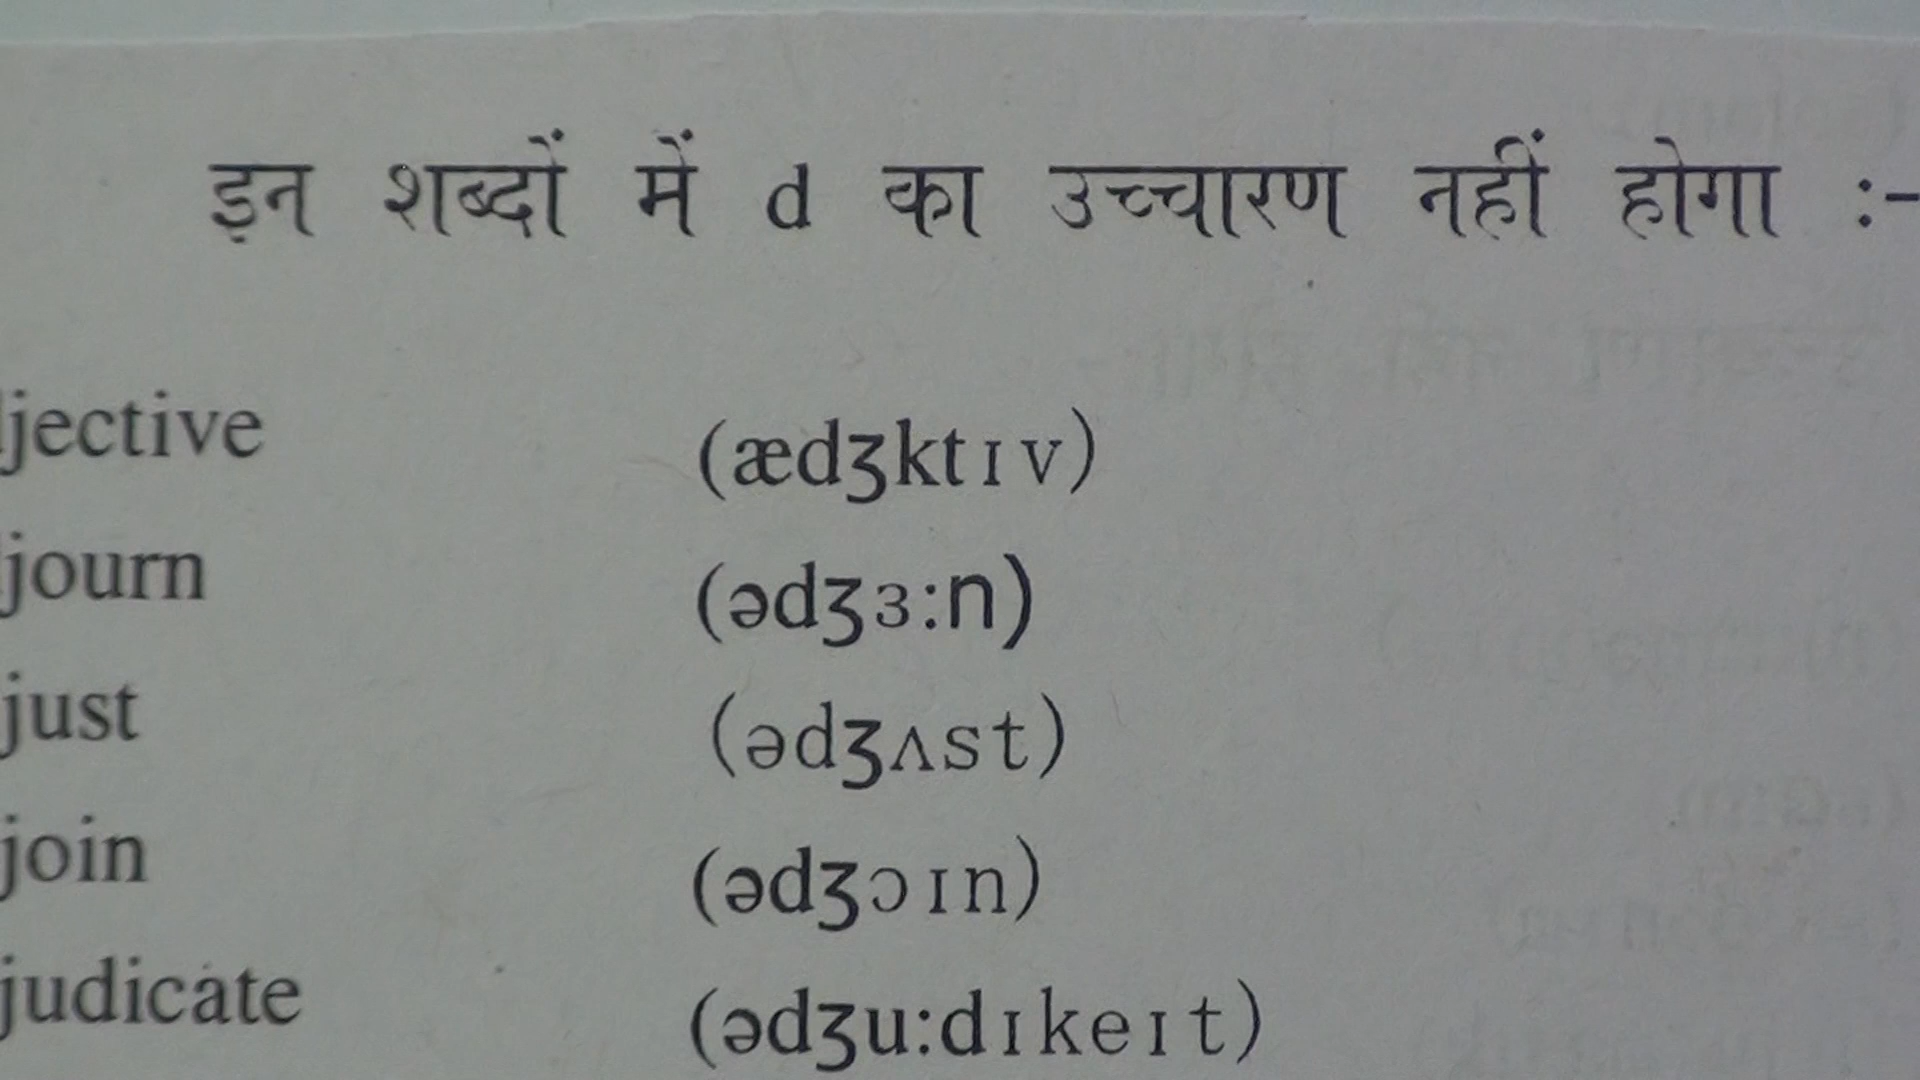 इन शब्दों में d का उच्चारण नहीं होगा :-
jective (ædʒktɪv)
journ (ədʒɜ:n)
just (ədʒʌst)
join (ədʒɔɪn)
judicate (ədʒu:dɪkeɪt)